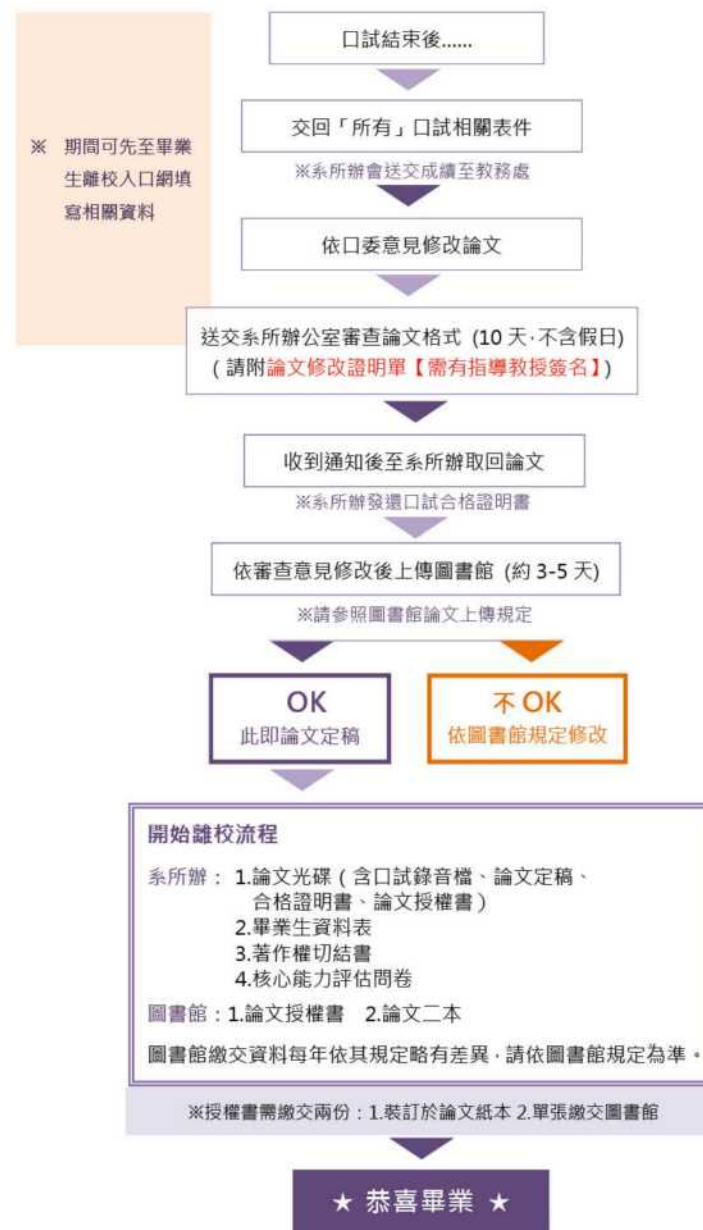 口試結束後......
交回「所有」口試相關表件
※ 期間可先至畢業
生離校入口網填
寫相關資料
※系所辦會送交成績至教務處
依口委意見修改論文
送交系所辦公室審查論文格式 (10 天，不含假日)
( 請附論文修改證明單【需有指導教授簽名】)
收到通知後至系所辦取回論文
※系所辦發還口試合格證明書
依審查意見修改後上傳圖書館 (約 3-5 天)
※請參照圖書館論文上傳規定
OK
此即論文定稿
不 OK
依圖書館規定修改
開始離校流程
系所辦： 1.論文光碟（含口試錄音檔、論文定稿、
合格證明書、論文授權書）
2.畢業生資料表
3.著作權切結書
4.核心能力評估問卷
圖書館：1.論文授權書 2.論文二本
圖書館繳交資料每年依其規定略有差異，請依圖書館規定為準。
※授權書需繳交兩份：1.裝訂於論文紙本 2.單張繳交圖書館
★ 恭喜畢業 ★